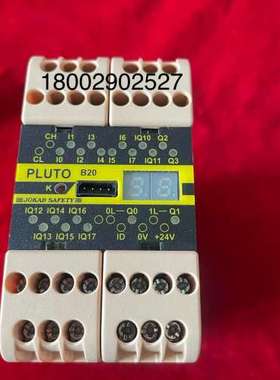 18002902527
CH I1 I3 I6 IQ10 Q2
CL I0 I2 I4 I5 I7 IQ11 Q3
PLUTO B20
K
JOKAB SAFETY
IQ12 IQ14 IQ16 0L Q0 1L Q1
IQ13 IQ15 IQ17 ID 0V +24V